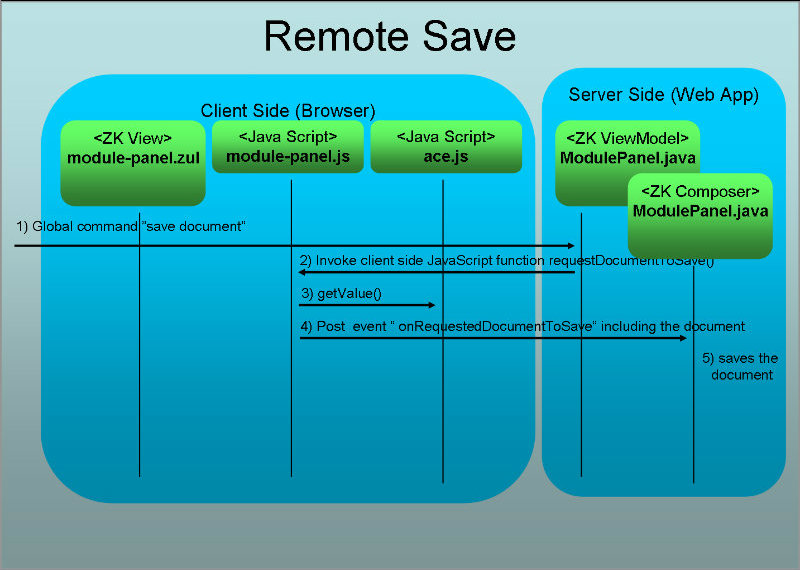 Remote Save
Client Side (Browser)
Server Side (Web App)
<ZK View>
module-panel.zul
<Java Script>
module-panel.js
<Java Script>
ace.js
<ZK ViewModel>
ModulePanel.java
<ZK Composer>
ModulePanel.java
1) Global command “save document“
2) Invoke client side JavaScript function requestDocumentToSave()
3) getValue()
4) Post event “ onRequestedDocumentToSave“ including the document
5) saves the
document